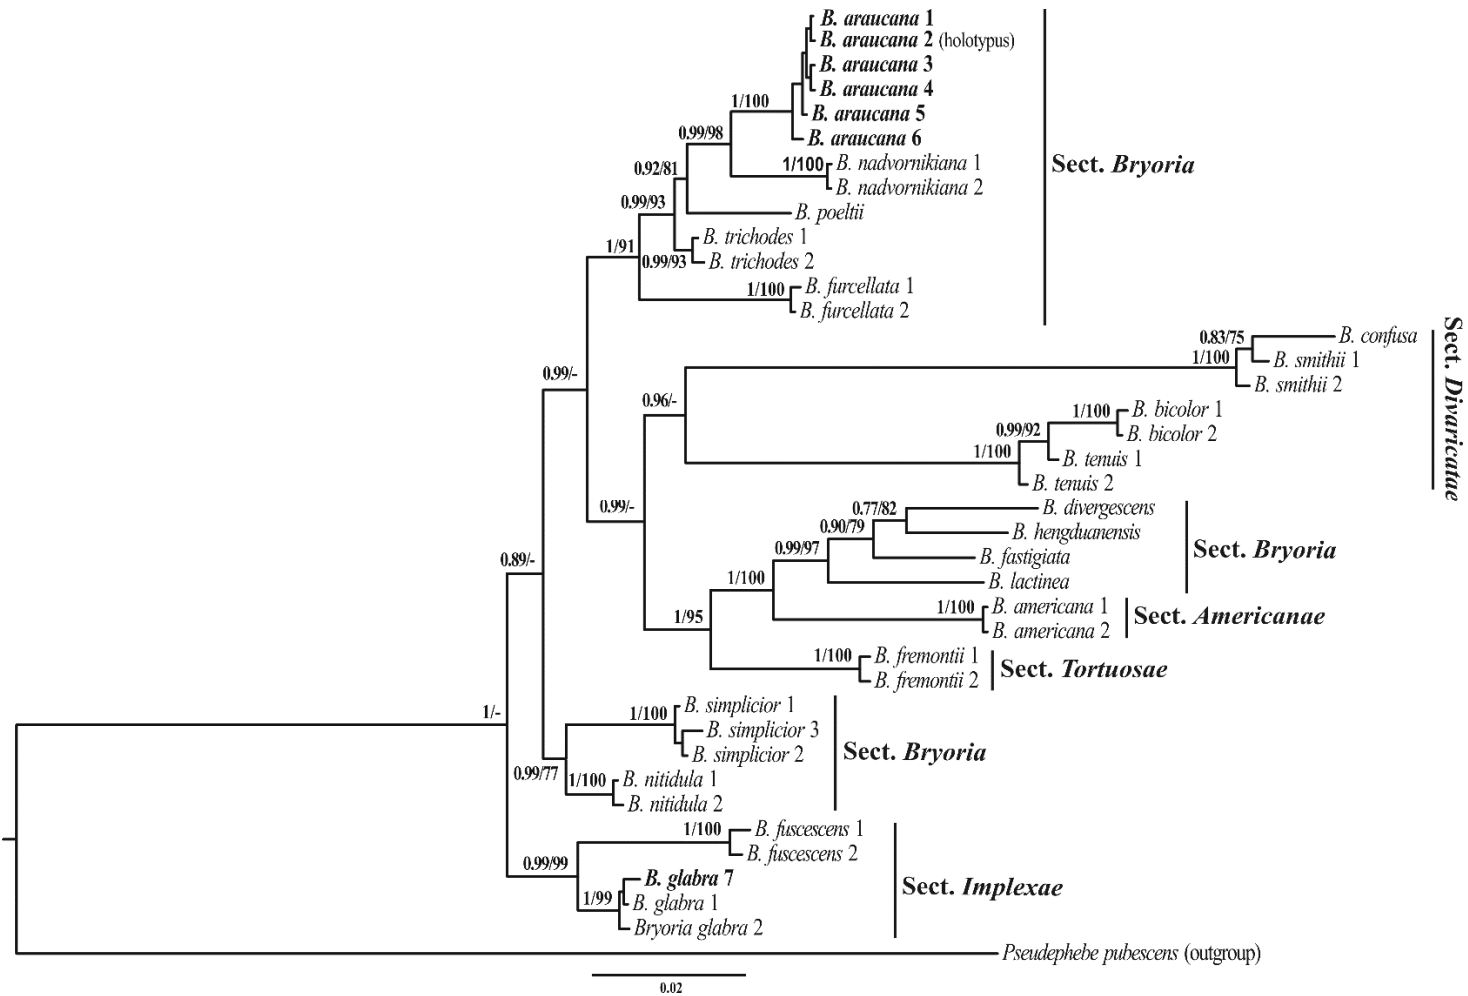 B. araucana 1
B. araucana 2 (holotypus)
B. araucana 3
B. araucana 4
1/100
B. araucana 5
0.99/98
B. araucana 6
1/100
B. nadvornikiana 1
Sect. Bryoria
0.92/81
B. nadvornikiana 2
0.99/93
B. poeltii
B. trichodes 1
1/91
0.99/93
B. trichodes 2
1/100
B. furcellata 1
B. furcellata 2
0.83/75
B. confusa
1/100
B. smithii 1
B. smithii 2
Sect. Divaricatae
0.99/-
0.96/-
1/100
B. bicolor 1
0.99/92
B. bicolor 2
1/100
B. tenuis 1
B. tenuis 2
0.99/-
0.77/82
B. divergescens
0.90/79
B. hengduanensis
0.99/97
B. fastigiata
Sect. Bryoria
0.89/-
1/100
B. lactinea
1/100
B. americana 1
Sect. Americanae
1/95
B. americana 2
1/100
B. fremontii 1
Sect. Tortuosae
B. fremontii 2
1/-
1/100
B. simplicior 1
B. simplicior 3
B. simplicior 2
Sect. Bryoria
0.99/77
1/100
B. nitidula 1
B. nitidula 2
1/100
B. fuscescens 1
B. fuscescens 2
0.99/99
B. glabra 7
Sect. Implexae
1/99
B. glabra 1
Bryoria glabra 2
Pseudephebe pubescens (outgroup)
0.02